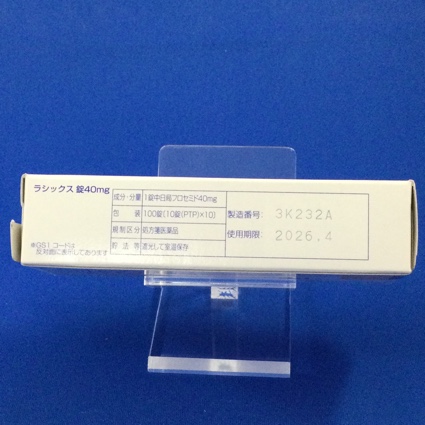 ラシックス 錠40mg
成分・分量 1錠中日局フロセミド40mg
包 装 100錠[10錠(PTP)×10]
規制区分 処方箋医薬品
貯 法 等 遮光して室温保存
製造番号: 3K232A
使用期限: 2026.4
※GS1コードは
反対面に表示しております